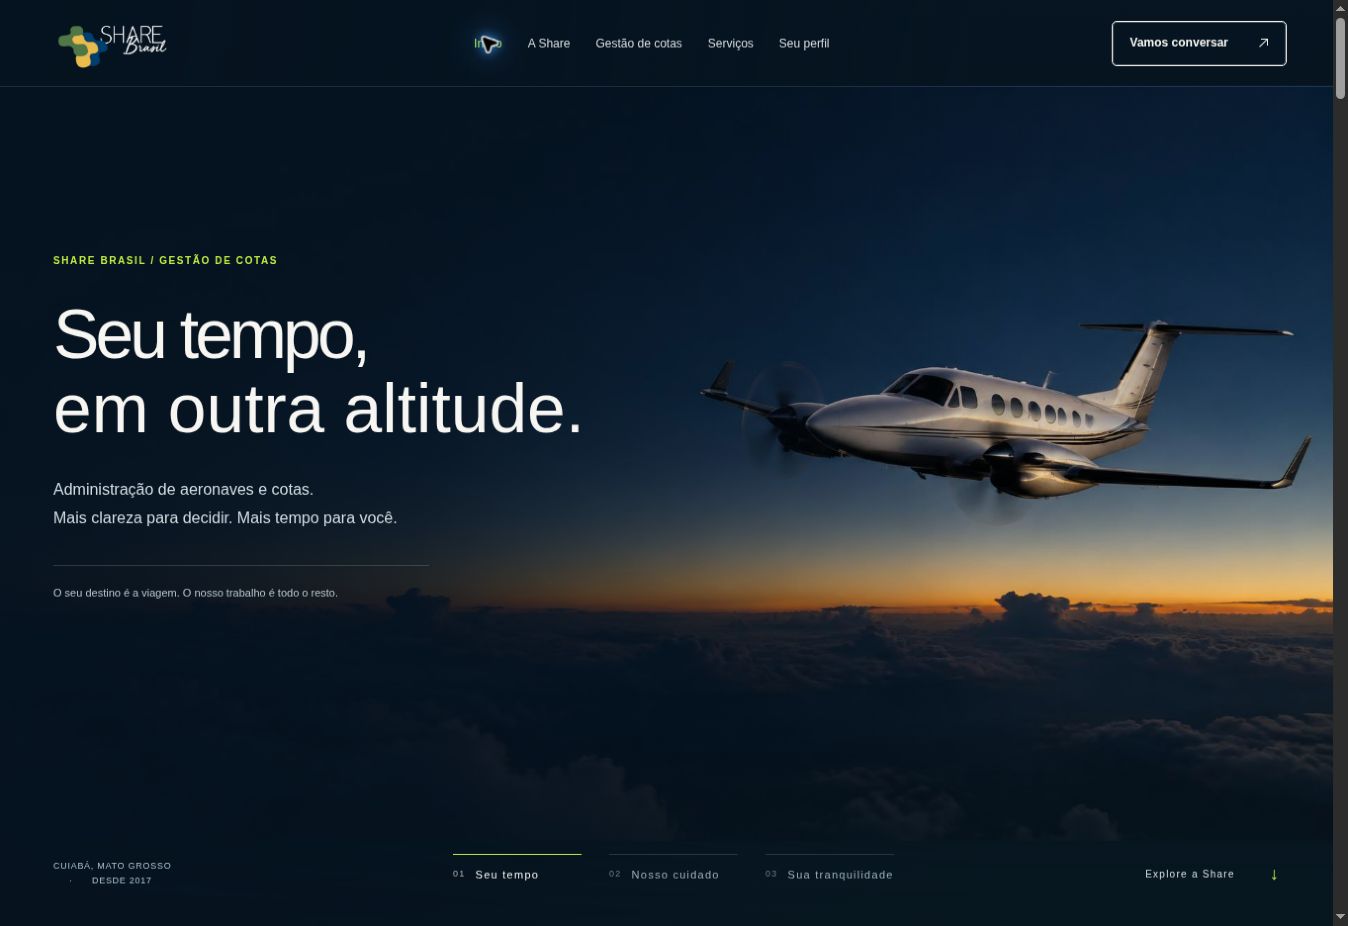 SHARE
Brasil
A Share
Gestão de cotas
Serviços
Seu perfil
Vamos conversar
SHARE BRASIL / GESTÃO DE COTAS
Seu tempo,
em outra altitude.
Administração de aeronaves e cotas.
Mais clareza para decidir. Mais tempo para você.
O seu destino é a viagem. O nosso trabalho é todo o resto.
CUIABÁ, MATO GROSSO
· DESDE 2017
01 Seu tempo
02 Nosso cuidado
03 Sua tranquilidade
Explore a Share ↓